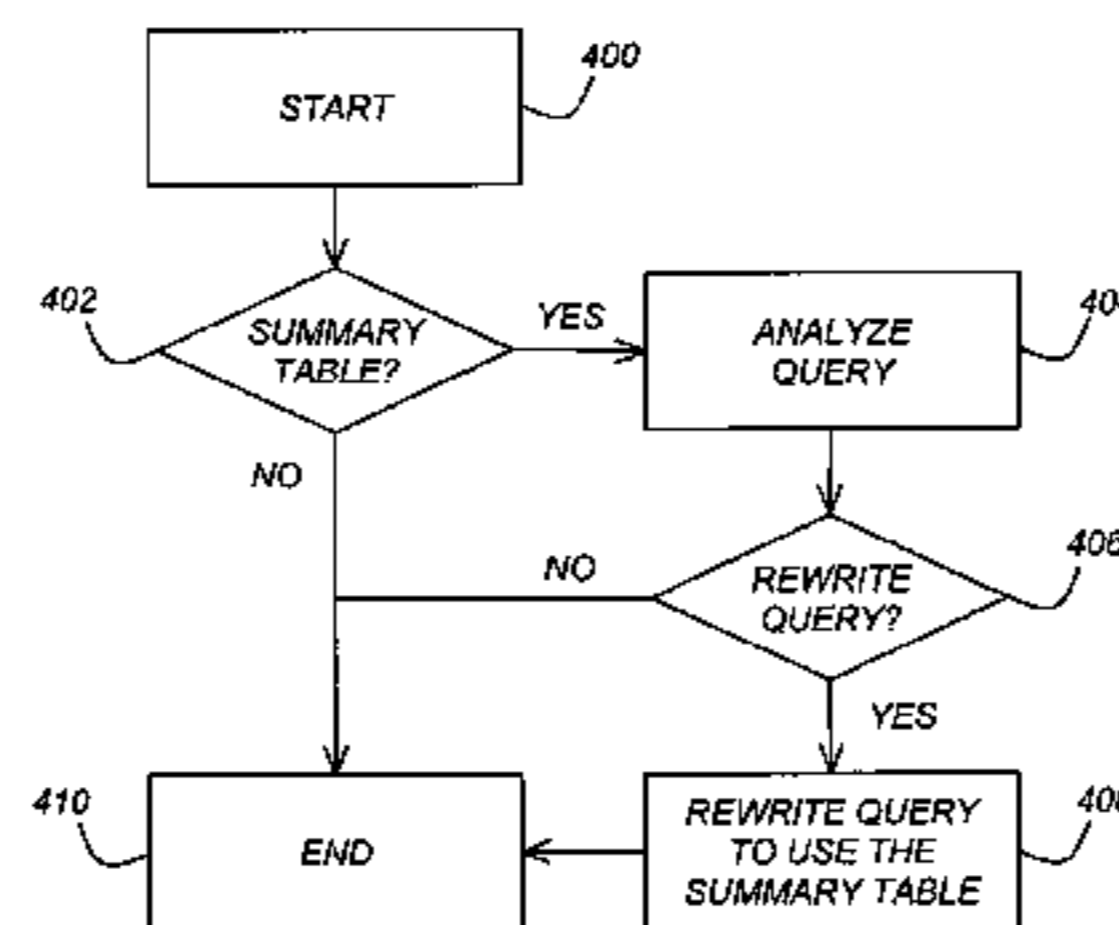 START
400
402
SUMMARY
TABLE?
YES
ANALYZE
QUERY
NO
NO
REWRITE
QUERY?
406
YES
410
END
REWRITE QUERY
TO USE THE
SUMMARY TABLE